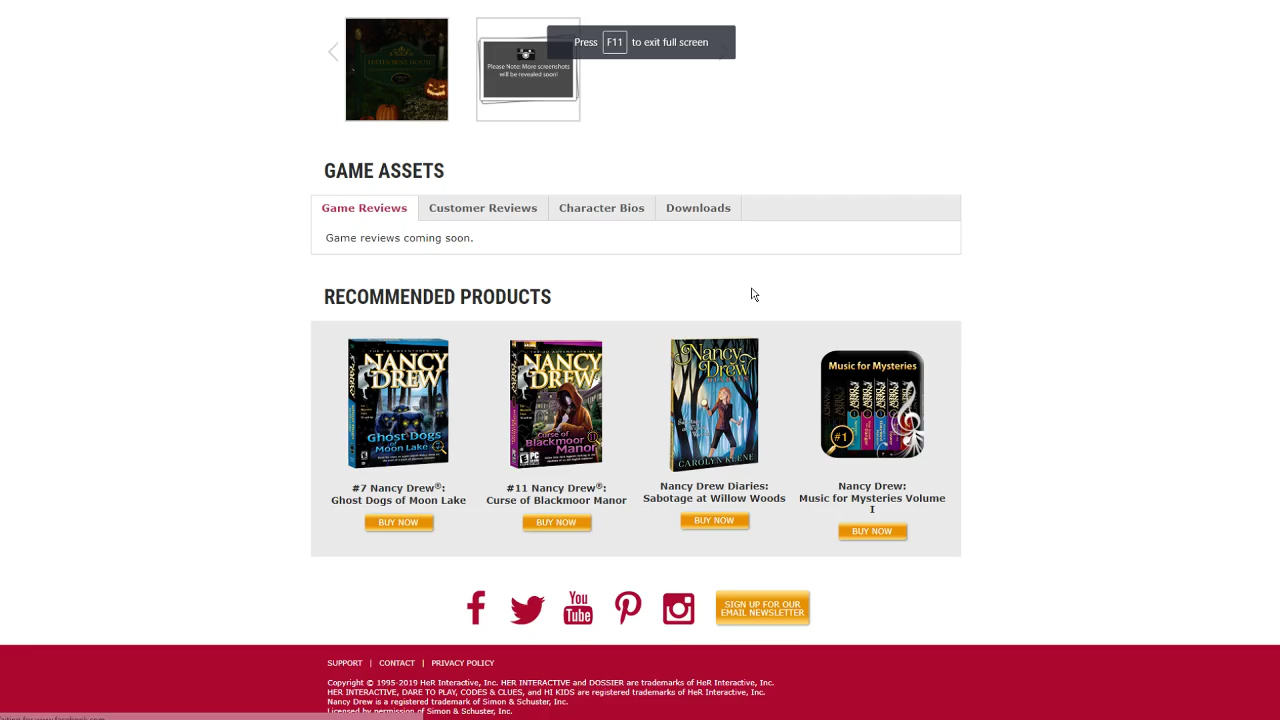 Press F11 to exit full screen
Please Note: More screenshots
will be revealed soon!
GAME ASSETS
Game Reviews Customer Reviews Character Bios Downloads
Game reviews coming soon.
RECOMMENDED PRODUCTS
NANCY
DREW
Ghost Dogs
of Moon Lake
NANCY
DREW
Curse of
Blackmoor
Manor
Nancy
Drew
CAROLYN KEENE
Music for Mysteries
#1
#7 Nancy Drew®:
Ghost Dogs of Moon Lake
BUY NOW
#11 Nancy Drew®:
Curse of Blackmoor Manor
BUY NOW
Nancy Drew Diaries:
Sabotage at Willow Woods
BUY NOW
Nancy Drew:
Music for Mysteries Volume
I
BUY NOW
You
Tube
SIGN UP FOR OUR
EMAIL NEWSLETTER
SUPPORT | CONTACT | PRIVACY POLICY
Copyright © 1995-2019 HeR Interactive, Inc. HER INTERACTIVE and DOSSIER are trademarks of HeR Interactive, Inc.
HER INTERACTIVE, DARE TO PLAY, CODES & CLUES, and HI KIDS are registered trademarks of HeR Interactive, Inc.
Nancy Drew is a registered trademark of Simon & Schuster, Inc.
Licensed by permission of Simon & Schuster, Inc.